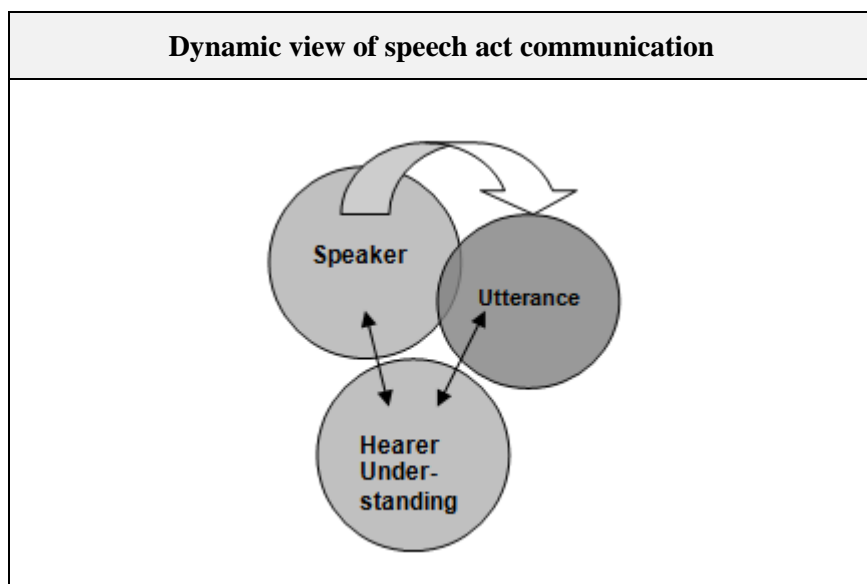 Dynamic view of speech act communication
Speaker
Utterance
Hearer
Under-
standing